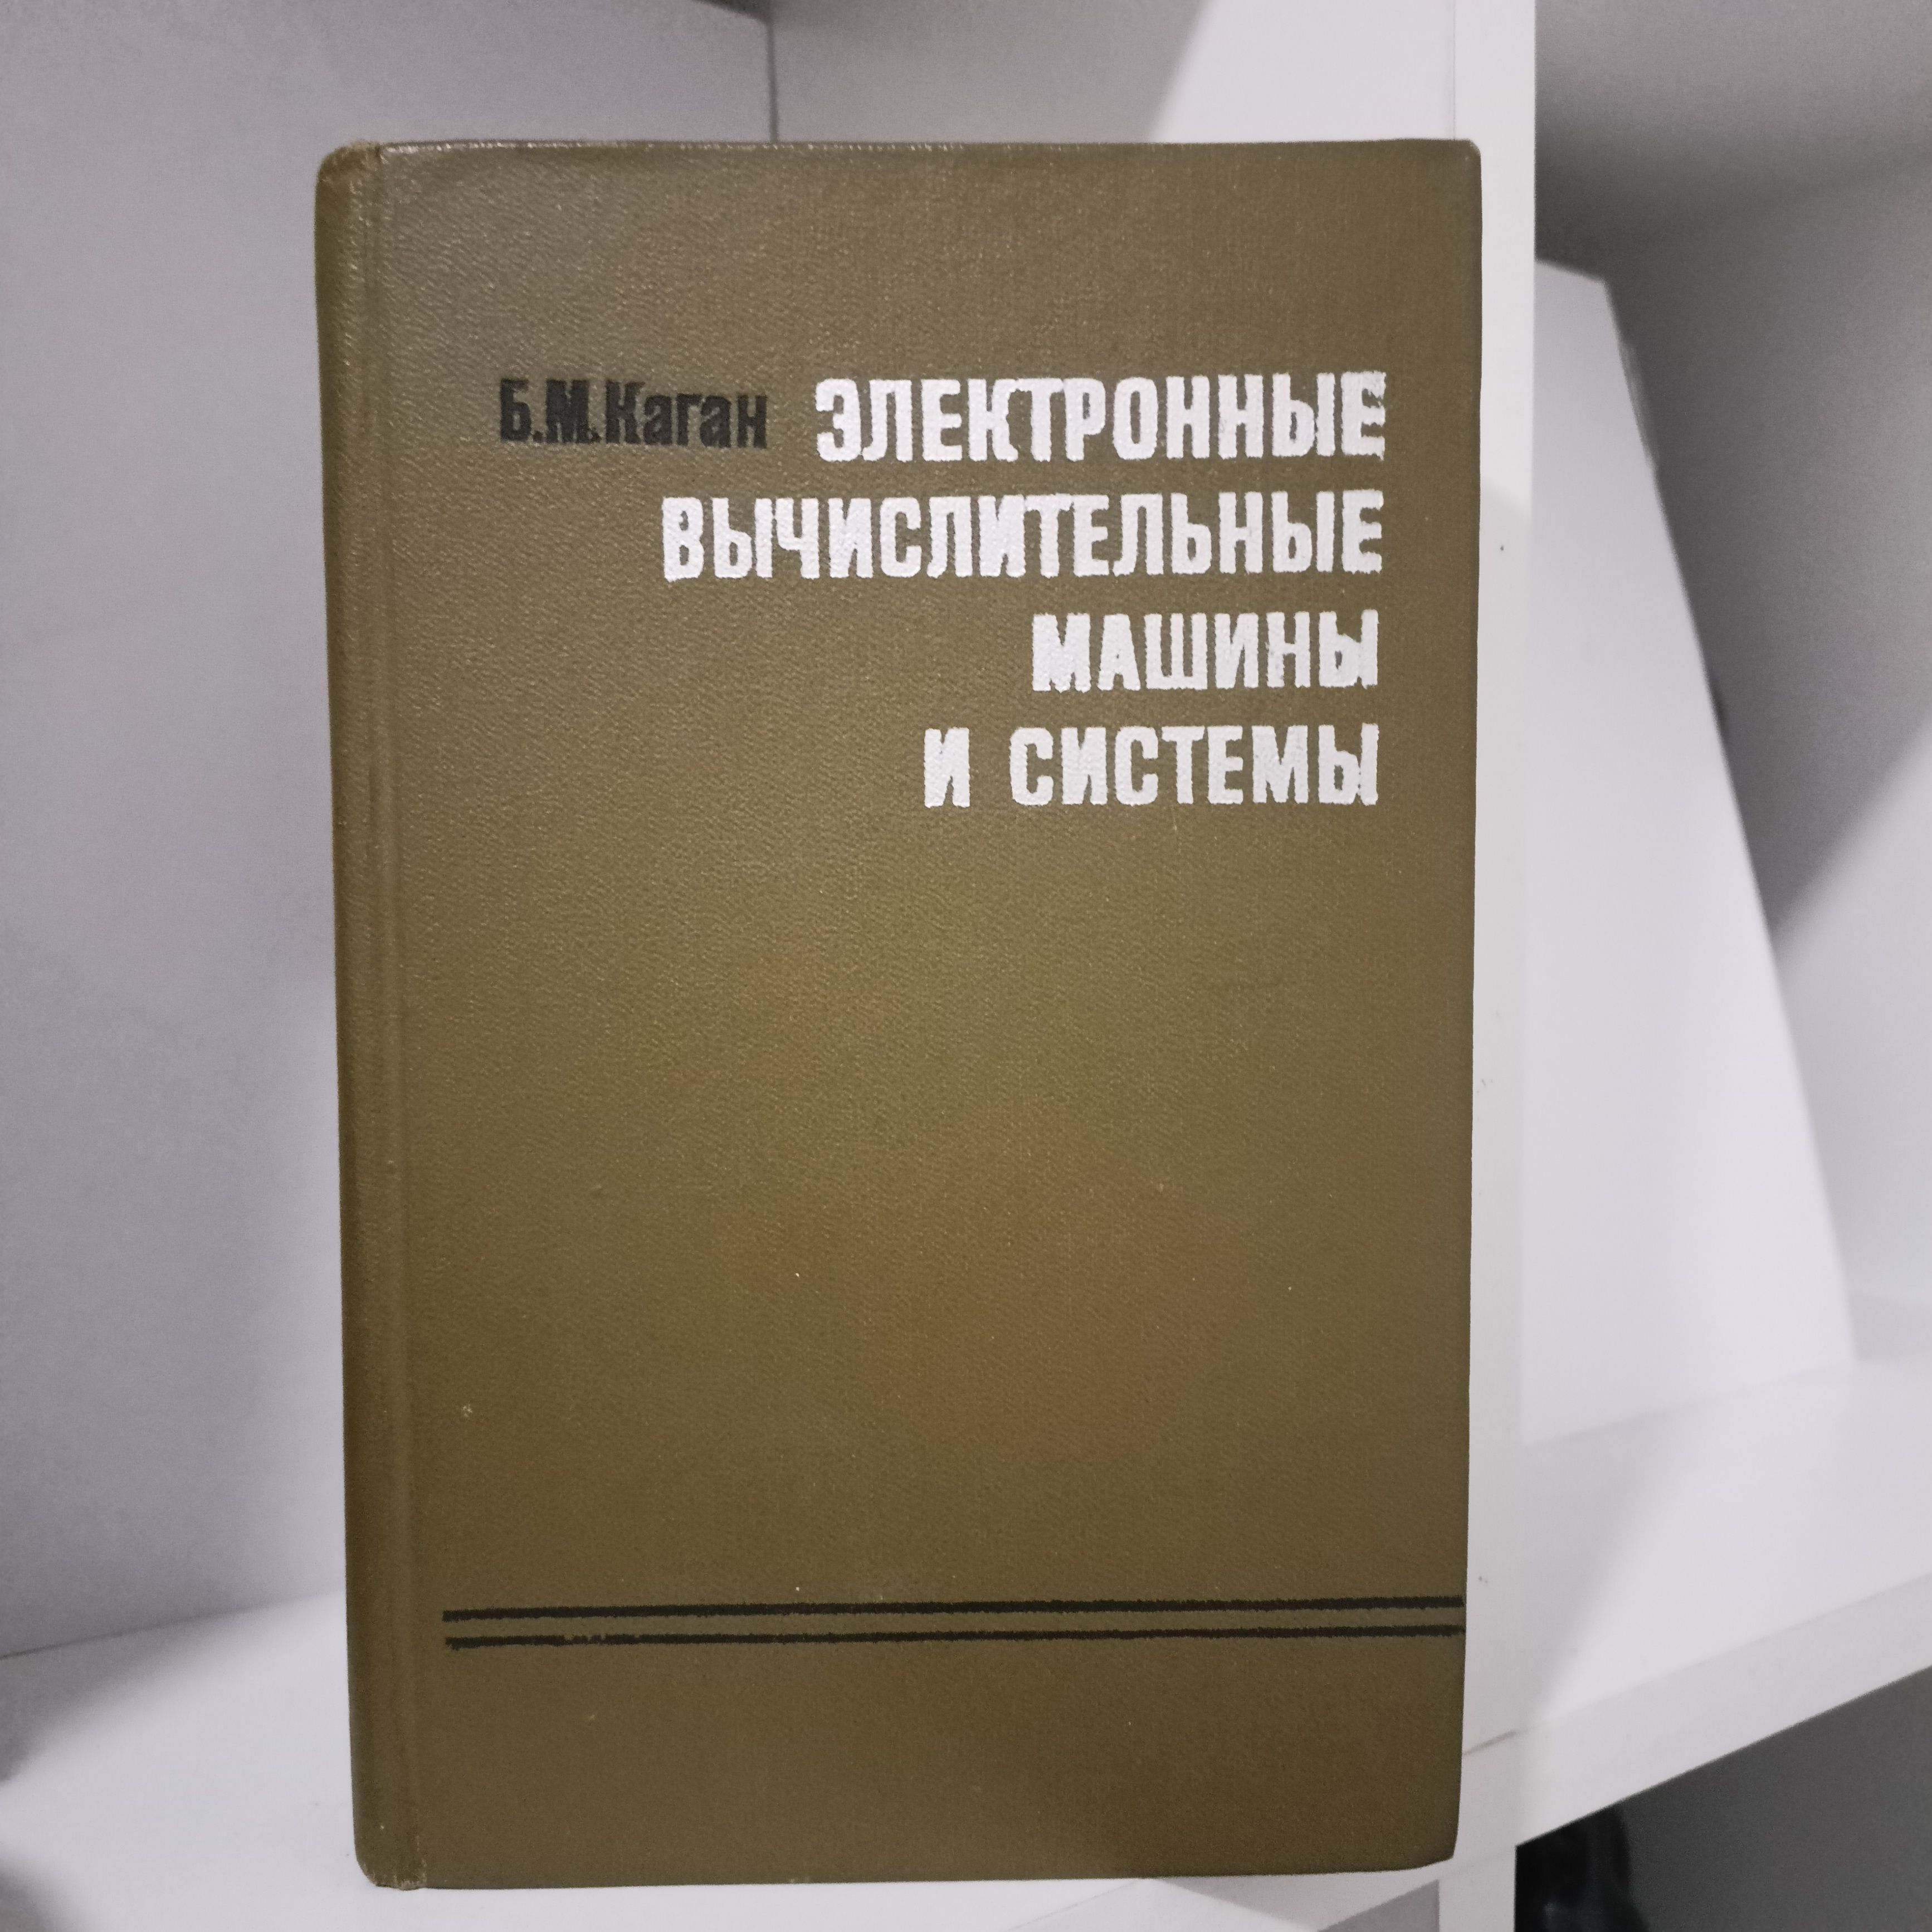 Б.М.Каган ЭЛЕКТРОННЫЕ
ВЫЧИСЛИТЕЛЬНЫЕ
МАШИНЫ
И СИСТЕМЫ